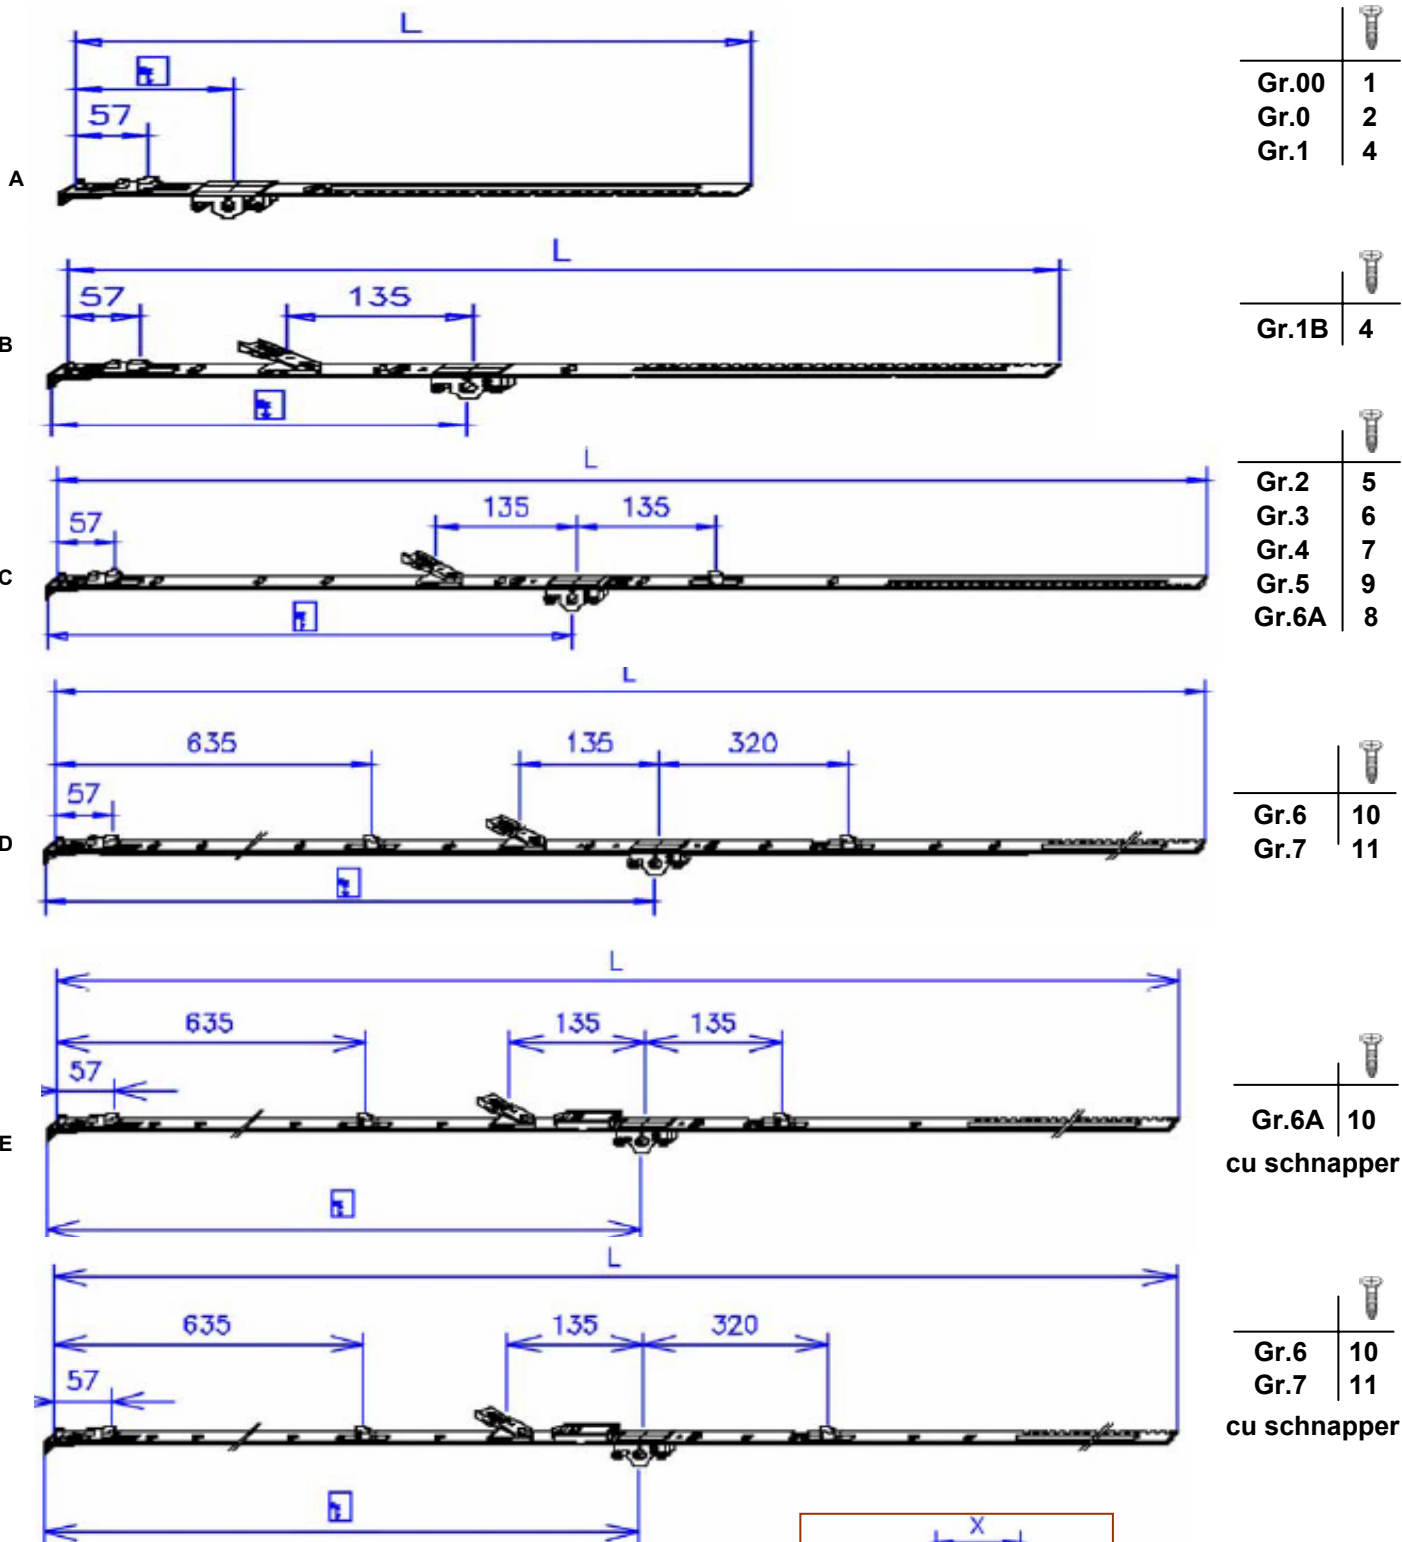 L
57
A
Gr.00 1
Gr.0 2
Gr.1 4
L
57 135
B
Gr.1B 4
L
57 135 135
C
Gr.2 5
Gr.3 6
Gr.4 7
Gr.5 9
Gr.6A 8
L
635 135 320
57
D
Gr.6 10
Gr.7 11
L
635 135 135
57
E
Gr.6A 10
cu schnapper
L
635 135 320
57
Gr.6 10
Gr.7 11
cu schnapper
X